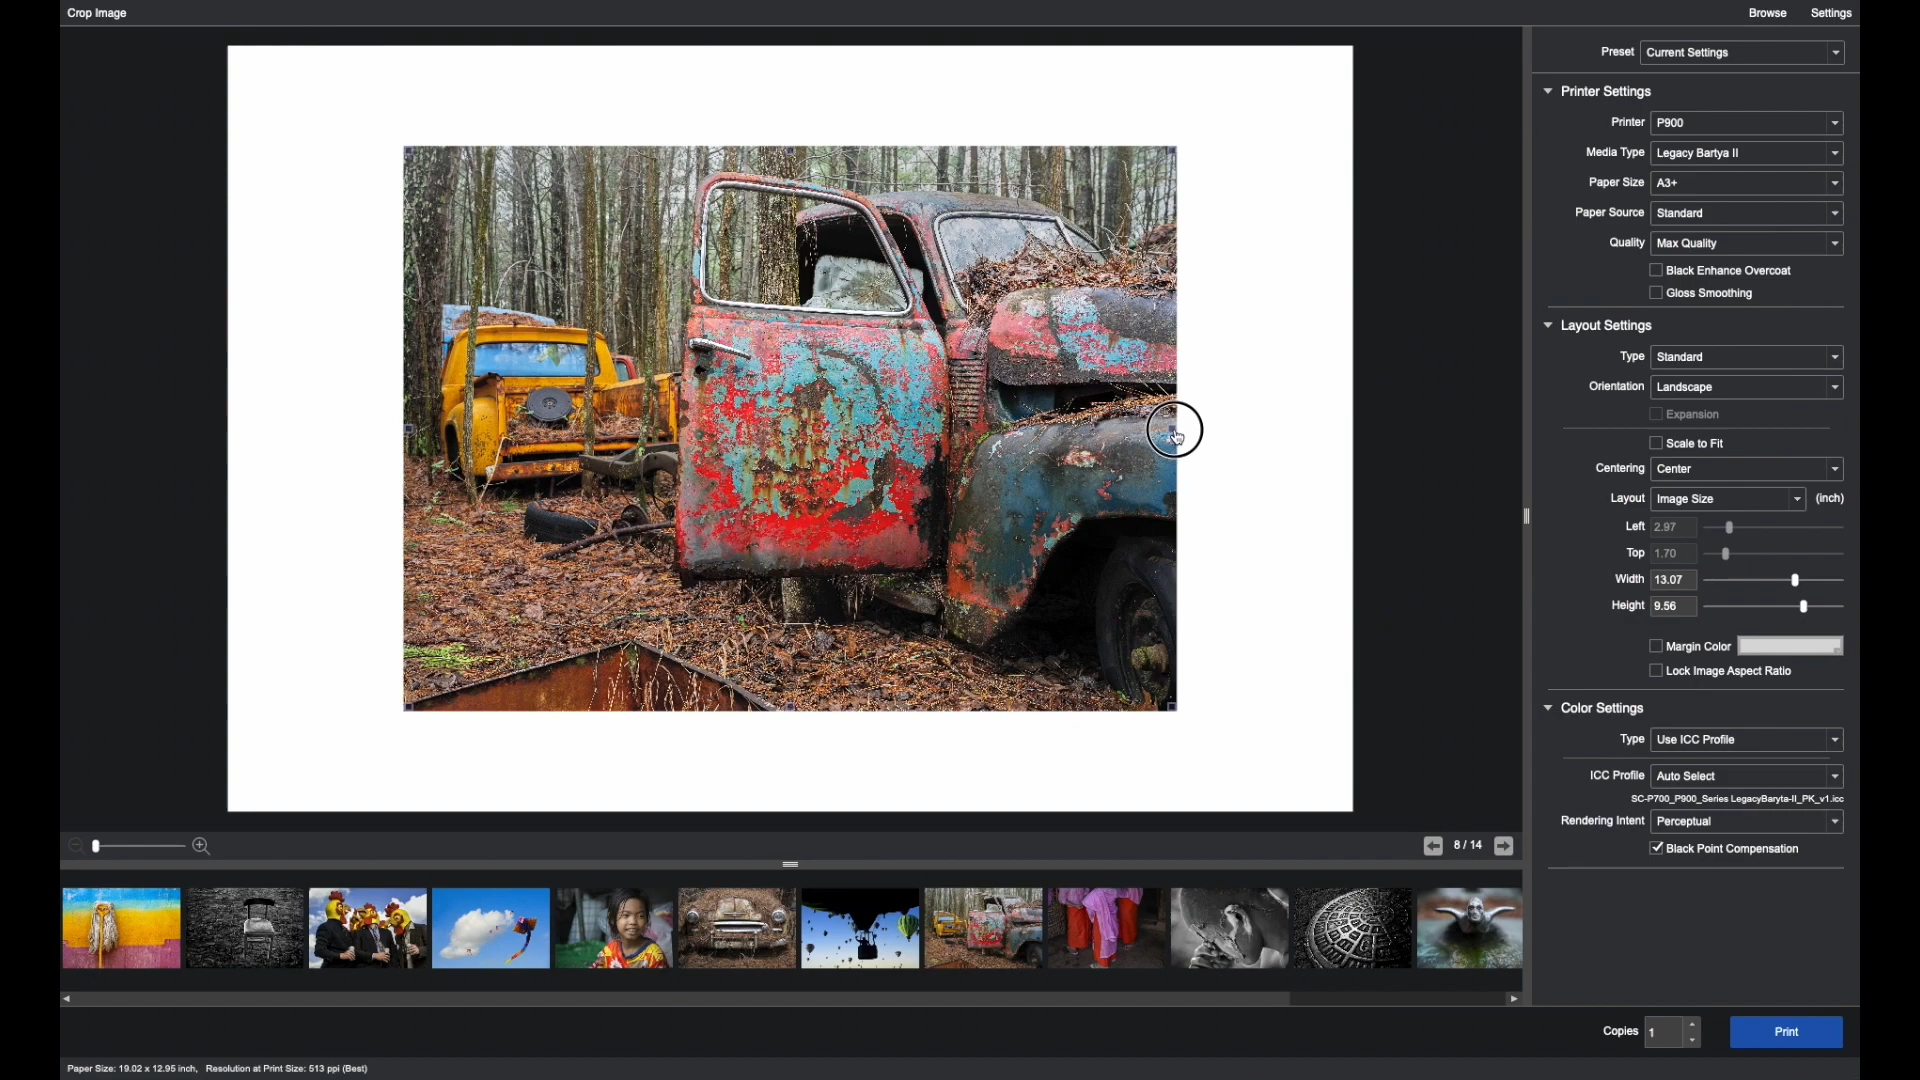 Crop Image
Browse
Settings
Preset Current Settings
Printer Settings
Printer P900
Media Type Legacy Bartya II
Paper Size A3+
Paper Source Standard
Quality Max Quality
Black Enhance Overcoat
Gloss Smoothing
Layout Settings
Type Standard
Orientation Landscape
Expansion
Scale to Fit
Centering Center
Layout Image Size (inch)
Left 2.97
Top 1.70
Width 13.07
Height 9.56
Margin Color
Lock Image Aspect Ratio
Color Settings
Type Use ICC Profile
ICC Profile Auto Select
SC-P700_P900_Series LegacyBaryta-II_PK_v1.icc
Rendering Intent Perceptual
Black Point Compensation
8 / 14
Copies 1
Print
Paper Size: 19.02 x 12.95 inch, Resolution at Print Size: 513 ppi (Best)